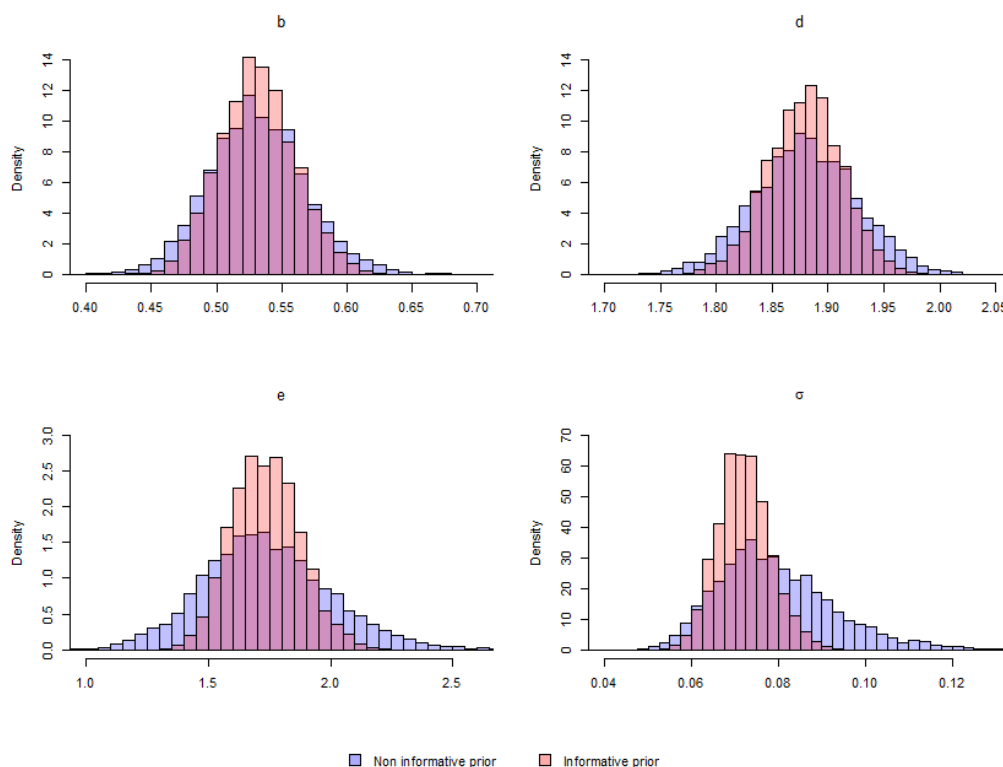 b
d
Density
0 2 4 6 8 10 12 14
0.40 0.45 0.50 0.55 0.60 0.65 0.70
Density
0 2 4 6 8 10 12 14
1.70 1.75 1.80 1.85 1.90 1.95 2.00 2.05
e
σ
Density
0.0 0.5 1.0 1.5 2.0 2.5 3.0
1.0 1.5 2.0 2.5
Density
0 10 20 30 40 50 60 70
0.04 0.06 0.08 0.10 0.12
Non informative prior Informative prior